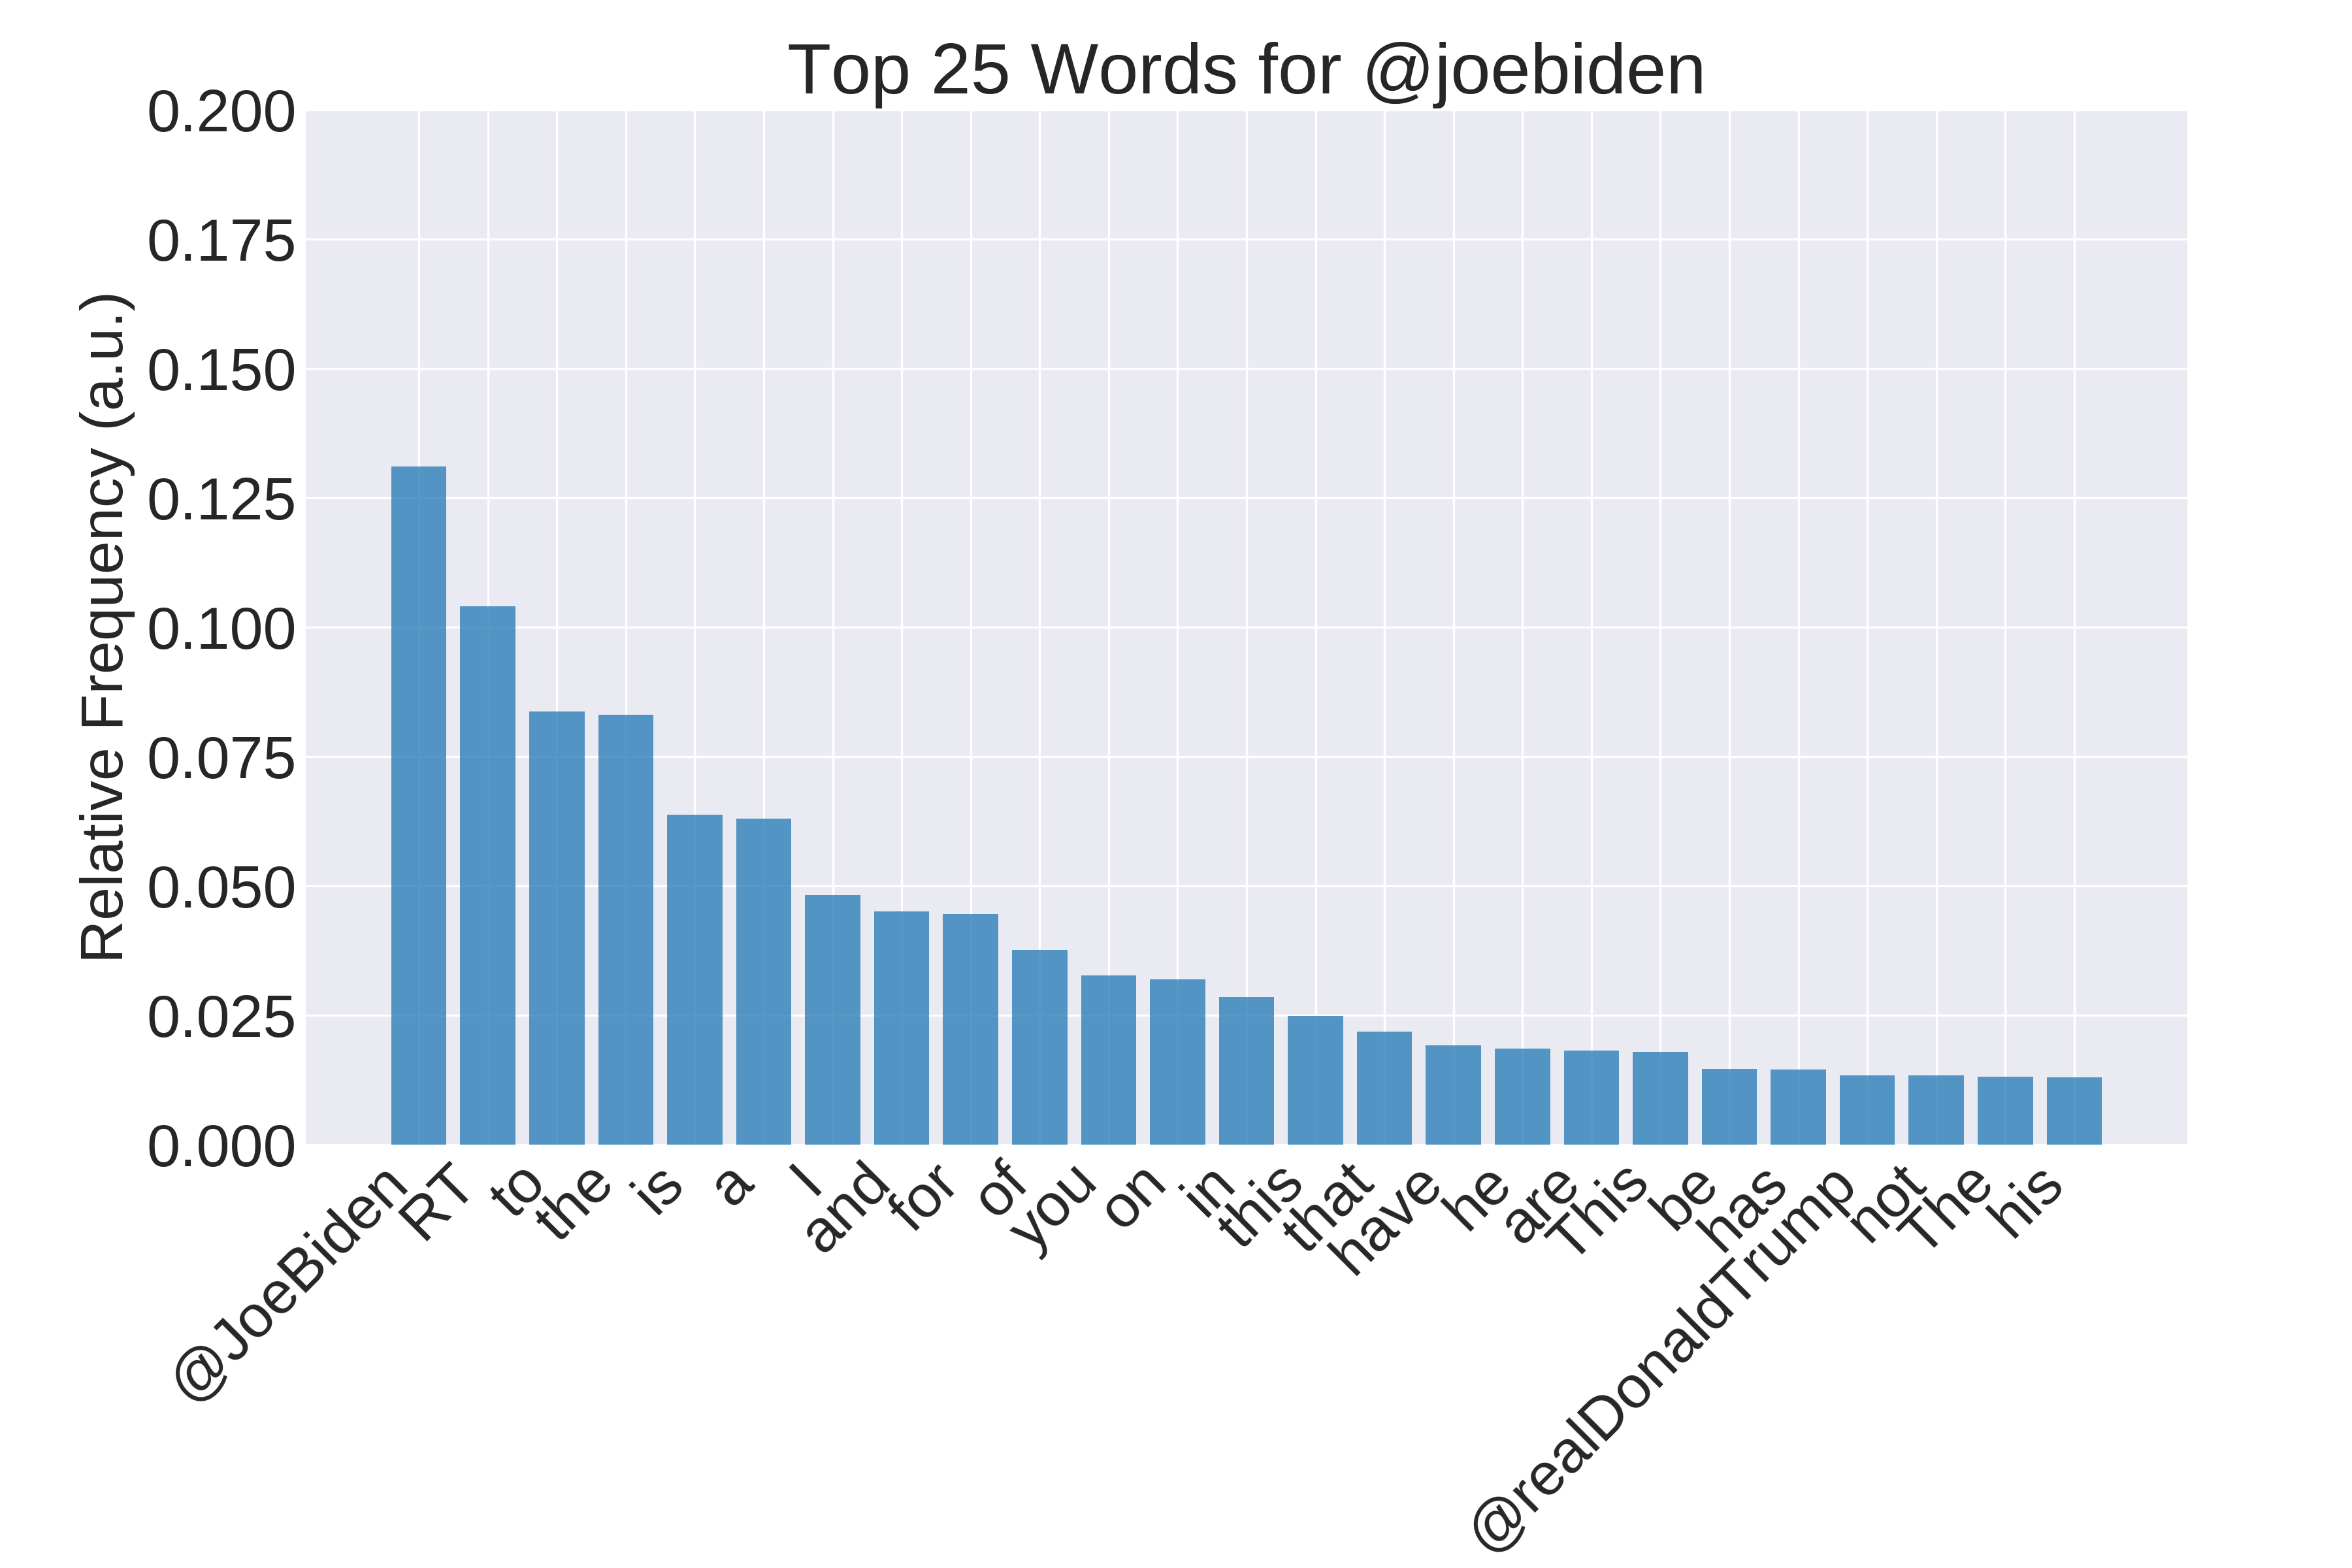 Top 25 Words for @joebiden
Relative Frequency (a.u.)
0.200
0.175
0.150
0.125
0.100
0.075
0.050
0.025
0.000
@JoeBiden
RT
to
the
is
a
I
and
for
of
you
on
in
this
that
have
he
are
This
be
has
@realDonaldTrump
not
The
his